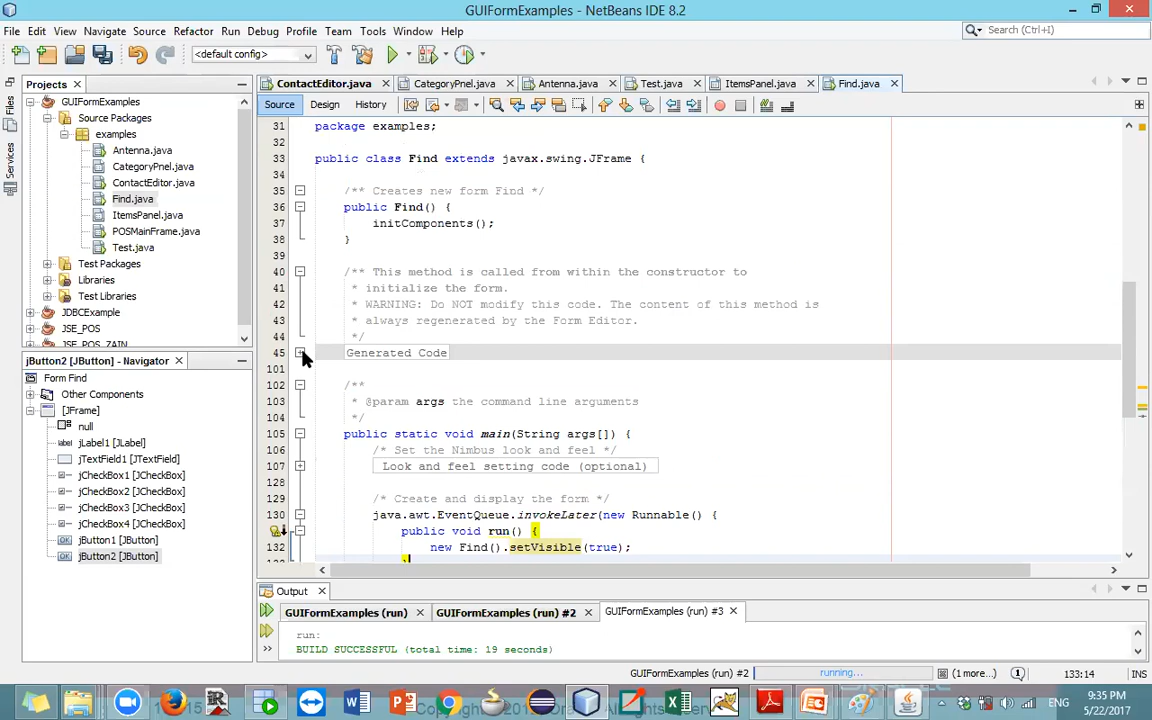 GUIFormExamples - NetBeans IDE 8.2
File Edit View Navigate Source Refactor Run Debug Profile Team Tools Window Help
Search (Ctrl+I)
<default config>
Projects
ContactEditor.java CategoryPnel.java Antenna.java Test.java ItemsPanel.java Find.java
Source Design History
Files
Services
GUIFormExamples
Source Packages
examples
Antenna.java
CategoryPnel.java
ContactEditor.java
Find.java
ItemsPanel.java
POSMainFrame.java
Test.java
Test Packages
Libraries
Test Libraries
JDBCExample
JSE_POS
JSE_POS_ZAIN
jButton2 [JButton] - Navigator
Form Find
Other Components
[JFrame]
null
jLabel1 [JLabel]
jTextField1 [JTextField]
jCheckBox1 [JCheckBox]
jCheckBox2 [JCheckBox]
jCheckBox3 [JCheckBox]
jCheckBox4 [JCheckBox]
jButton1 [JButton]
jButton2 [JButton]
31 package examples;
32
33 public class Find extends javax.swing.JFrame {
34
35 /** Creates new form Find */
36 public Find() {
37 initComponents();
38 }
39
40 /** This method is called from within the constructor to
41 * initialize the form.
42 * WARNING: Do NOT modify this code. The content of this method is
43 * always regenerated by the Form Editor.
44 */
45 Generated Code
101
102 /**
103 * @param args the command line arguments
104 */
105 public static void main(String args[]) {
106 /* Set the Nimbus look and feel */
107 Look and feel setting code (optional)
128
129 /* Create and display the form */
130 java.awt.EventQueue.invokeLater(new Runnable() {
public void run() {
132 new Find().setVisible(true);
}
Output
GUIFormExamples (run) GUIFormExamples (run) #2 GUIFormExamples (run) #3
run:
BUILD SUCCESSFUL (total time: 19 seconds)
GUIFormExamples (run) #2 running... (1 more...) 133:14 INS
ENG
9:35 PM
5/22/2017